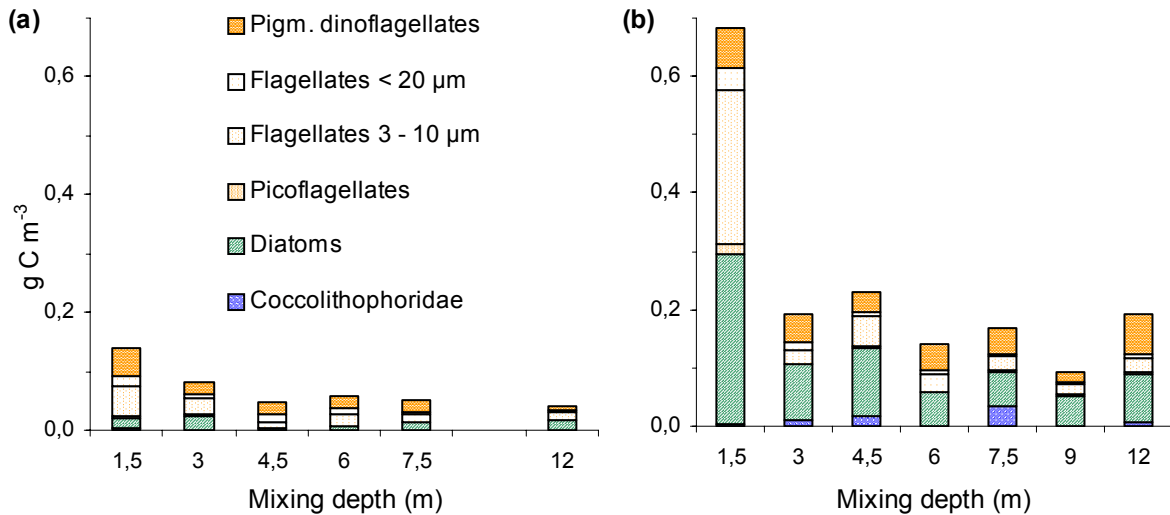 (a)
Pigm. dinoflagellates
Flagellates < 20 µm
Flagellates 3 - 10 µm
Picoflagellates
Diatoms
Coccolithophoridae
g C m⁻³
0,6
0,4
0,2
0,0
1,5 3 4,5 6 7,5 12
Mixing depth (m)
(b)
0,6
0,4
0,2
0,0
1,5 3 4,5 6 7,5 9 12
Mixing depth (m)